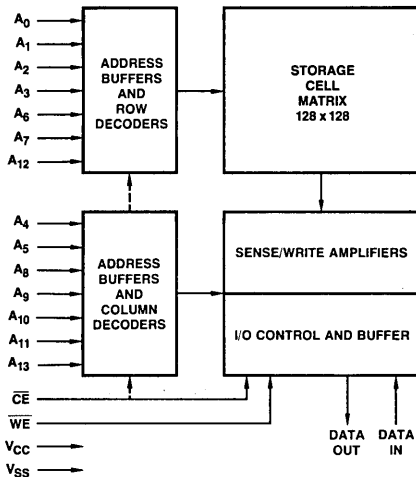 A0
A1
A2
A3
A6
A7
A12
ADDRESS
BUFFERS
AND
ROW
DECODERS
STORAGE
CELL
MATRIX
128 x 128
A4
A5
A8
A9
A10
A11
A13
ADDRESS
BUFFERS
AND
COLUMN
DECODERS
SENSE/WRITE AMPLIFIERS
I/O CONTROL AND BUFFER
CE
WE
VCC
VSS
DATA
OUT
DATA
IN